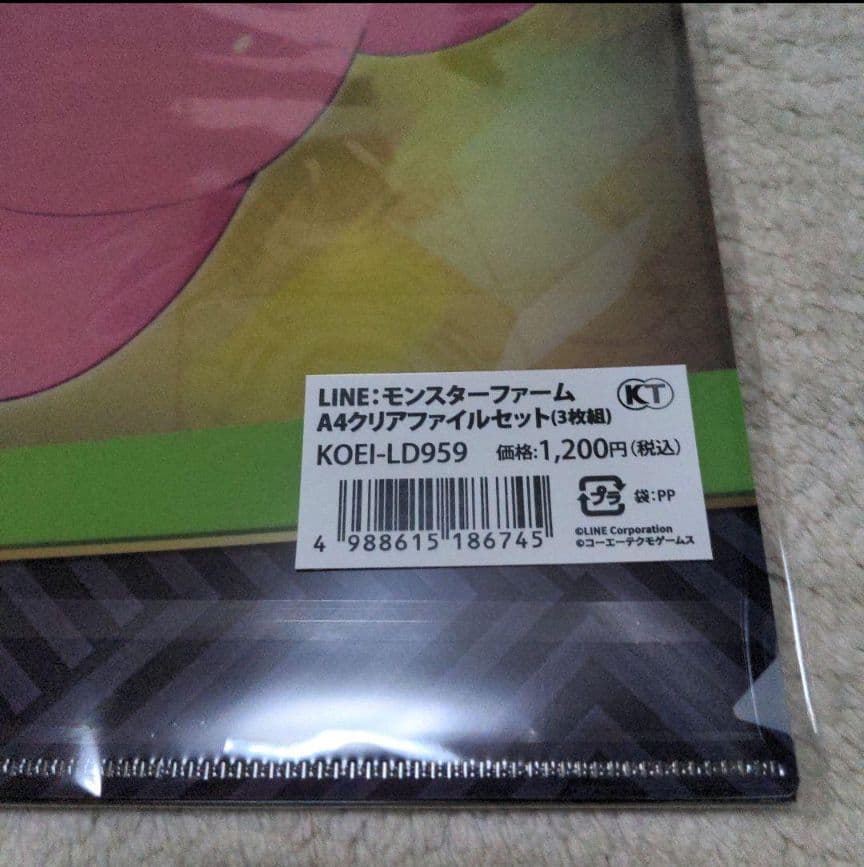 LINE:モンスターファーム
KT
A4クリアファイルセット(3枚組)
KOEI-LD959 価格:1,200円(税込)
プラ 袋:PP
4 988615 186745
©LINE Corporation
©コーエーテクモゲームス